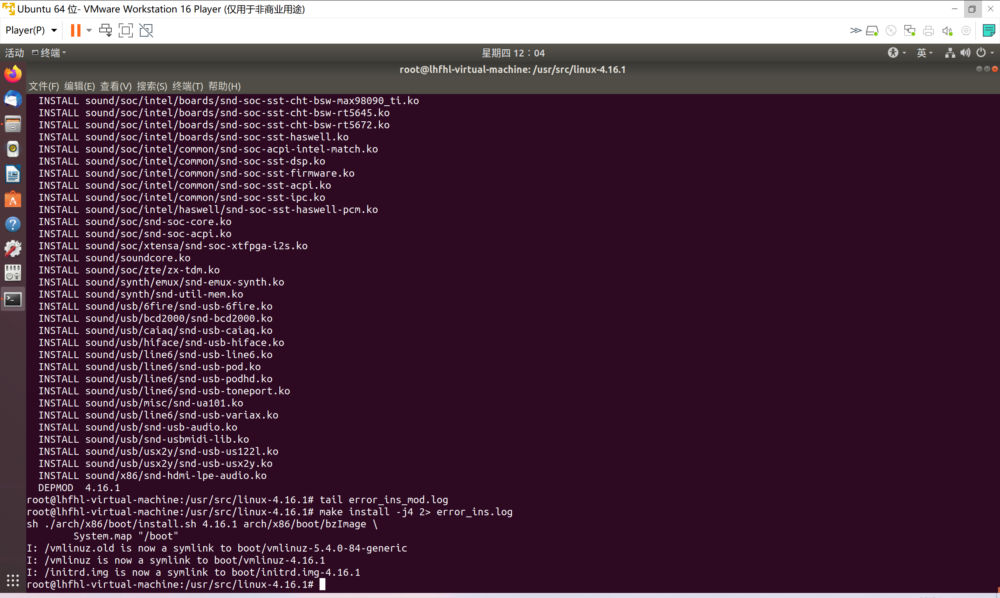 Ubuntu 64 位- VMware Workstation 16 Player (仅用于非商业用途)
Player(P)
活动 终端 星期四 12：04 英
root@lhfhl-virtual-machine: /usr/src/linux-4.16.1
文件(F) 编辑(E) 查看(V) 搜索(S) 终端(T) 帮助(H)
INSTALL sound/soc/intel/boards/snd-soc-sst-cht-bsw-max98090_ti.ko
INSTALL sound/soc/intel/boards/snd-soc-sst-cht-bsw-rt5645.ko
INSTALL sound/soc/intel/boards/snd-soc-sst-cht-bsw-rt5672.ko
INSTALL sound/soc/intel/boards/snd-soc-sst-haswell.ko
INSTALL sound/soc/intel/common/snd-soc-acpi-intel-match.ko
INSTALL sound/soc/intel/common/snd-soc-sst-dsp.ko
INSTALL sound/soc/intel/common/snd-soc-sst-firmware.ko
INSTALL sound/soc/intel/common/snd-soc-sst-acpi.ko
INSTALL sound/soc/intel/common/snd-soc-sst-ipc.ko
INSTALL sound/soc/intel/haswell/snd-soc-sst-haswell-pcm.ko
INSTALL sound/soc/snd-soc-core.ko
INSTALL sound/soc/snd-soc-acpi.ko
INSTALL sound/soc/xtensa/snd-soc-xtfpga-i2s.ko
INSTALL sound/soundcore.ko
INSTALL sound/soc/zte/zx-tdm.ko
INSTALL sound/synth/emux/snd-emux-synth.ko
INSTALL sound/synth/snd-util-mem.ko
INSTALL sound/usb/6fire/snd-usb-6fire.ko
INSTALL sound/usb/bcd2000/snd-bcd2000.ko
INSTALL sound/usb/caiaq/snd-usb-caiaq.ko
INSTALL sound/usb/hiface/snd-usb-hiface.ko
INSTALL sound/usb/line6/snd-usb-line6.ko
INSTALL sound/usb/line6/snd-usb-pod.ko
INSTALL sound/usb/line6/snd-usb-podhd.ko
INSTALL sound/usb/line6/snd-usb-toneport.ko
INSTALL sound/usb/misc/snd-ua101.ko
INSTALL sound/usb/line6/snd-usb-variax.ko
INSTALL sound/usb/snd-usb-audio.ko
INSTALL sound/usb/snd-usbmidi-lib.ko
INSTALL sound/usb/usx2y/snd-usb-us122l.ko
INSTALL sound/usb/usx2y/snd-usb-usx2y.ko
INSTALL sound/x86/snd-hdmi-lpe-audio.ko
DEPMOD  4.16.1
root@lhfhl-virtual-machine:/usr/src/linux-4.16.1# tail error_ins_mod.log
root@lhfhl-virtual-machine:/usr/src/linux-4.16.1# make install -j4 2> error_ins.log
sh ./arch/x86/boot/install.sh 4.16.1 arch/x86/boot/bzImage \
System.map "/boot"
I: /vmlinuz.old is now a symlink to boot/vmlinuz-5.4.0-84-generic
I: /vmlinuz is now a symlink to boot/vmlinuz-4.16.1
I: /initrd.img is now a symlink to boot/initrd.img-4.16.1
root@lhfhl-virtual-machine:/usr/src/linux-4.16.1#